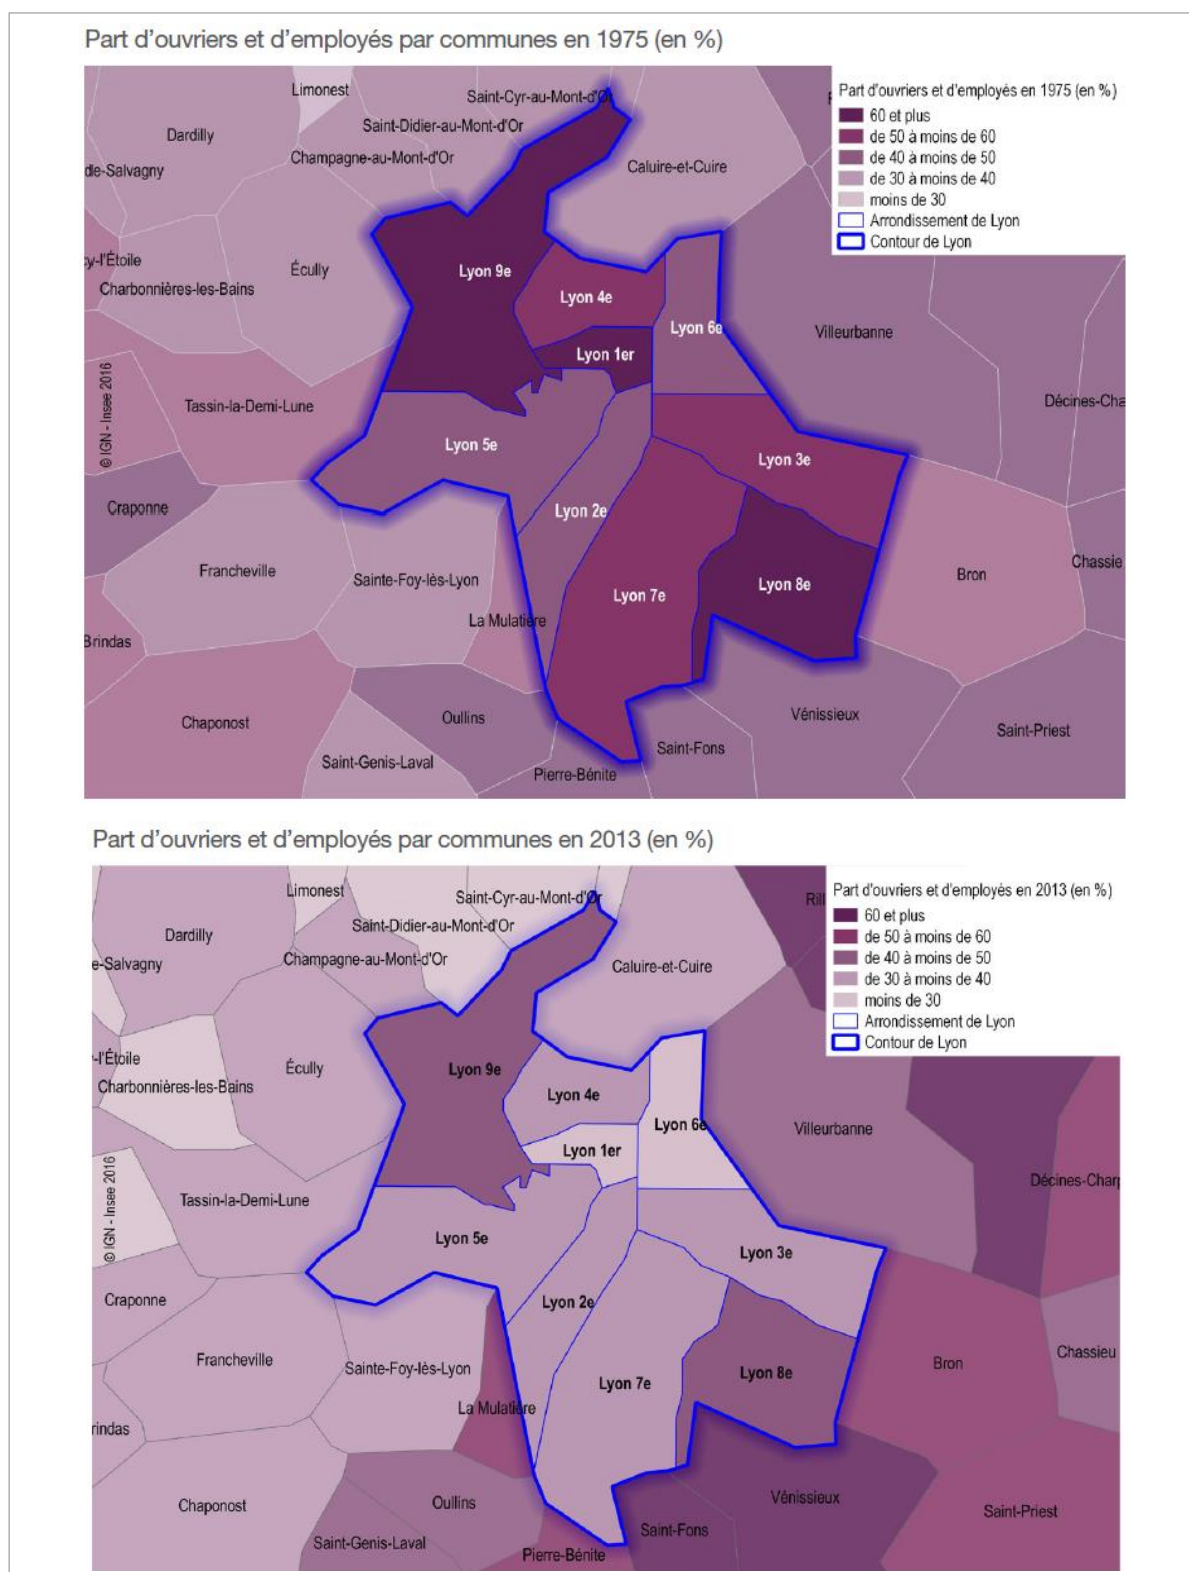 Part d'ouvriers et d'employés par communes en 1975 (en %)
Part d'ouvriers et d'employés en 1975 (en %)
60 et plus
de 50 à moins de 60
de 40 à moins de 50
de 30 à moins de 40
moins de 30
Arrondissement de Lyon
Contour de Lyon
Limonest
Saint-Cyr-au-Mont-d'Or
Dardilly
Saint-Didier-au-Mont-d'Or
Champagne-au-Mont-d'Or
Caluire-et-Cuire
de-Salvagny
cy-l'Étoile
Écully
Lyon 9e
Charbonnières-les-Bains
Lyon 4e
Lyon 6e
Villeurbanne
Lyon 1er
© IGN - Insee 2016
Tassin-la-Demi-Lune
Décines-Cha
Lyon 5e
Lyon 3e
Craponne
Lyon 2e
Chassie
Francheville
Sainte-Foy-lès-Lyon
Bron
Lyon 8e
Lyon 7e
La Mulatière
Brindas
Chaponost
Oullins
Vénissieux
Saint-Priest
Saint-Fons
Saint-Genis-Laval
Pierre-Bénite
Part d'ouvriers et d'employés par communes en 2013 (en %)
Part d'ouvriers et d'employés en 2013 (en %)
60 et plus
de 50 à moins de 60
de 40 à moins de 50
de 30 à moins de 40
moins de 30
Arrondissement de Lyon
Contour de Lyon
Limonest
Saint-Cyr-au-Mont-d'Or
Rill
Saint-Didier-au-Mont-d'Or
Dardilly
Champagne-au-Mont-d'Or
Caluire-et-Cuire
e-Salvagny
y-l'Étoile
Écully
Lyon 9e
Charbonnières-les-Bains
Lyon 4e
Lyon 6e
Villeurbanne
Lyon 1er
© IGN - Insee 2016
Tassin-la-Demi-Lune
Décines-Charp
Lyon 5e
Lyon 3e
Craponne
Lyon 2e
Chassieu
Francheville
Sainte-Foy-lès-Lyon
Bron
Lyon 8e
Lyon 7e
La Mulatière
rindas
Chaponost
Oullins
Vénissieux
Saint-Priest
Saint-Fons
Saint-Genis-Laval
Pierre-Bénite